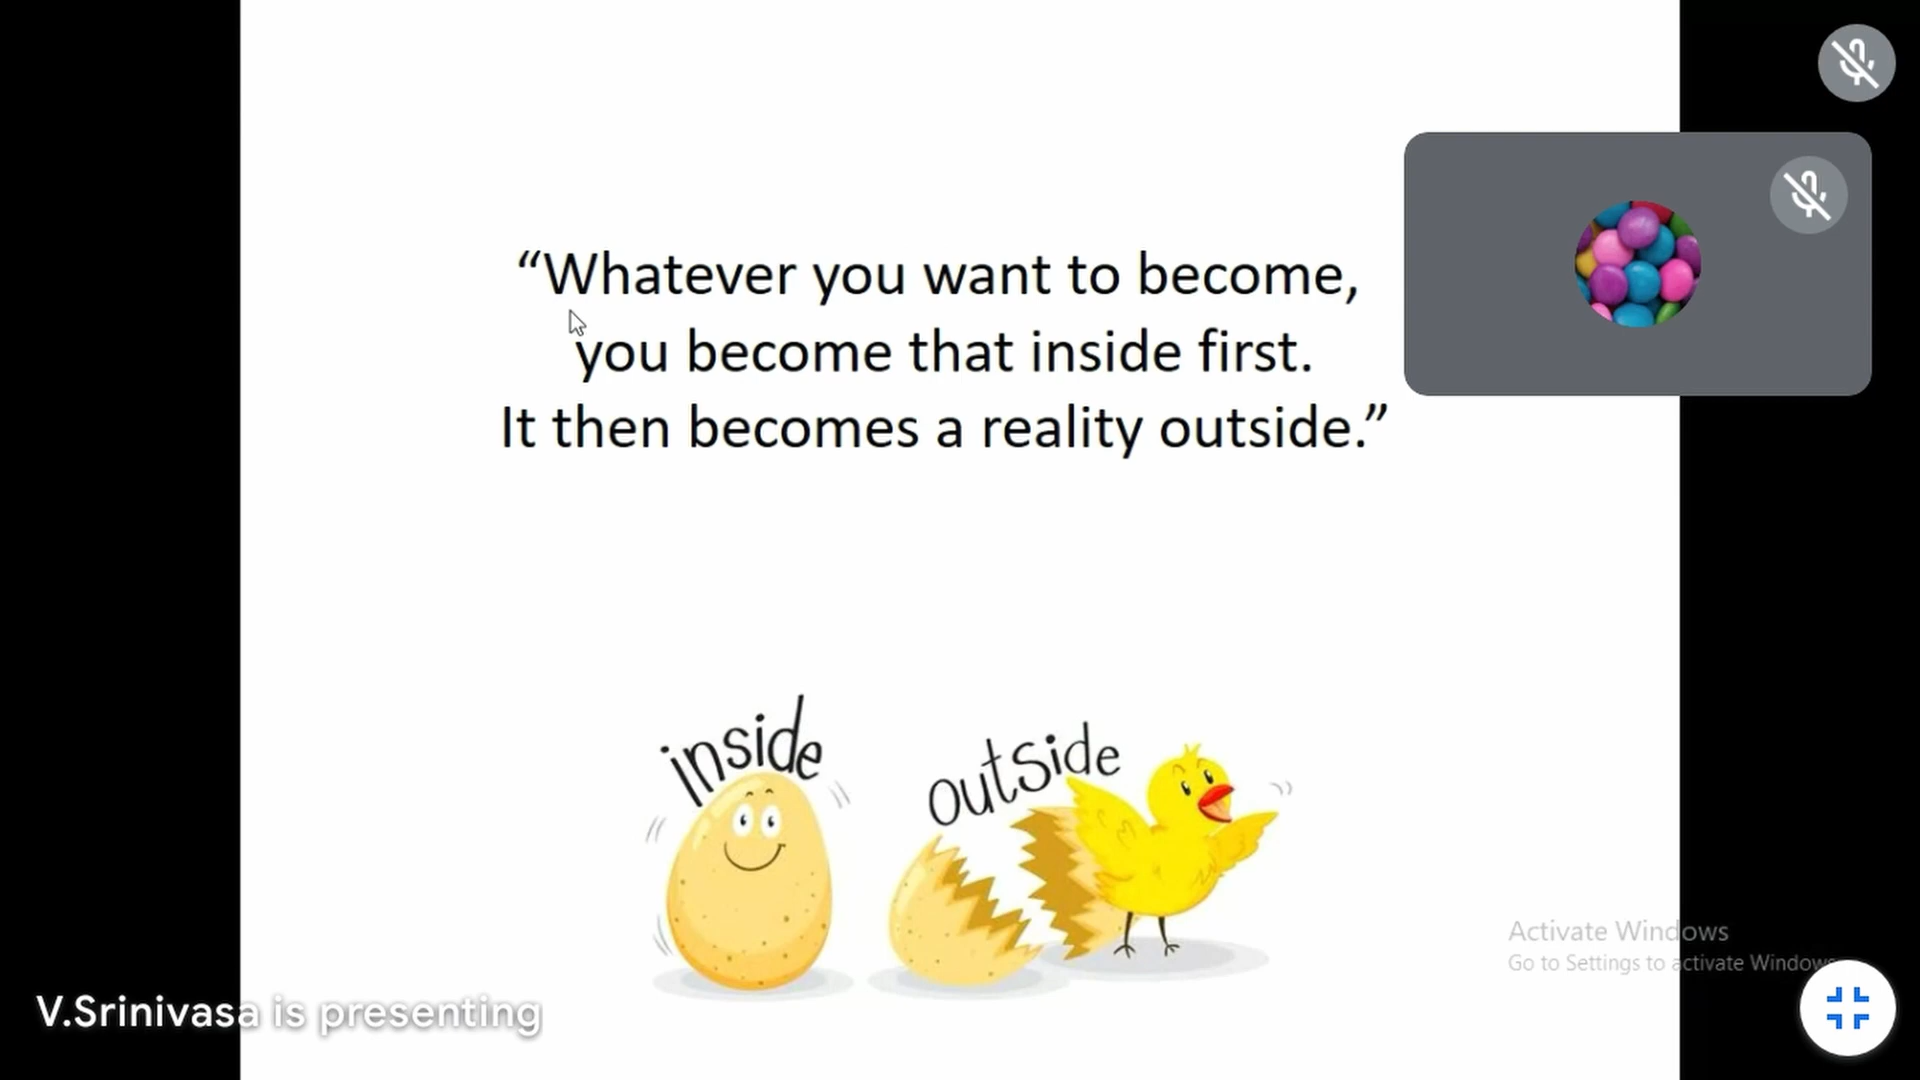 “Whatever you want to become,
you become that inside first.
It then becomes a reality outside.”
inside
outside
Activate Windows
Go to Settings to activate Windows
V.Srinivasa is presenting